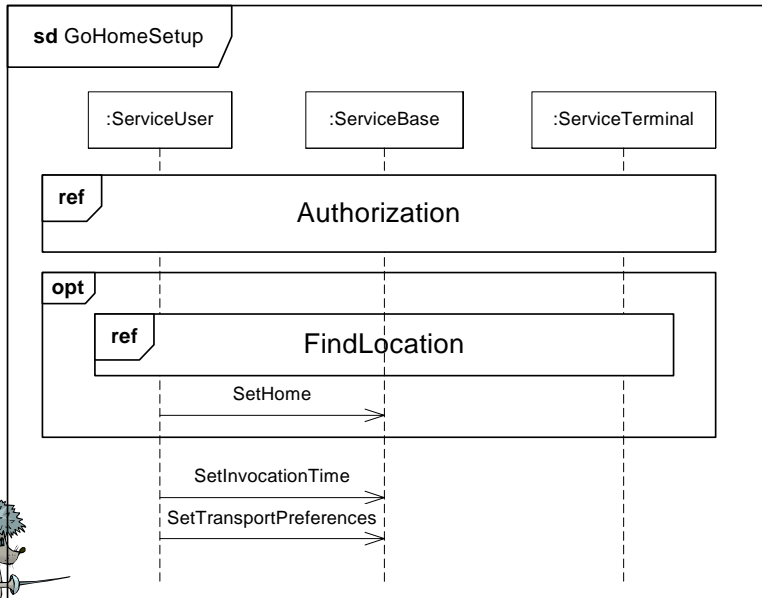 sd GoHomeSetup
:ServiceUser
:ServiceBase
:ServiceTerminal
ref
Authorization
opt
ref
FindLocation
SetHome
SetInvocationTime
SetTransportPreferences